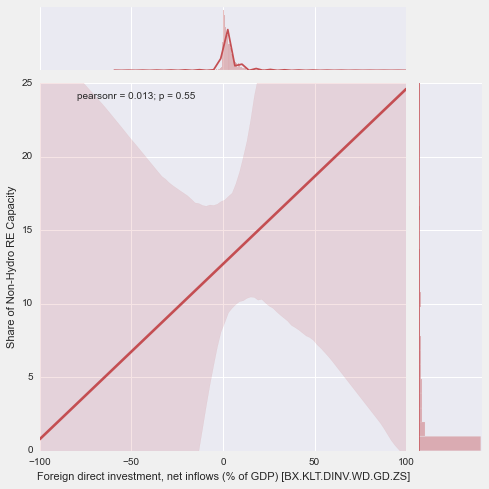 25
pearsonr = 0.013; p = 0.55
20
15
10
5
0
Share of Non-Hydro RE Capacity
−100 −50 0 50 100
Foreign direct investment, net inflows (% of GDP) [BX.KLT.DINV.WD.GD.ZS]